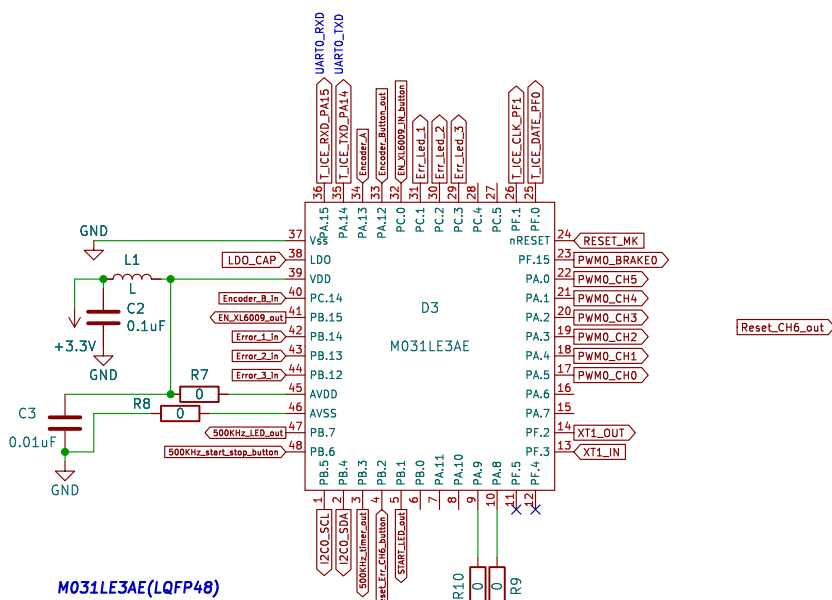 UART0_RXD
UART0_TXD
T_ICE_RXD_PA15
T_ICE_TXD_PA14
Encoder_A
Encoder_Button_out
EN_XL6009_IN_button
Err_Led_1
Err_Led_2
Err_Led_3
T_ICE_CLK_PF1
T_ICE_DATE_PF0
36
35
34
33
32
31
30
29
28
27
26
25
PA.15
PA.14
PA.13
PA.12
PC.0
PC.1
PC.2
PC.3
PC.4
PC.5
PF.1
PF.0
GND
37
Vss
LDO_CAP
38
LDO
L1
L
39
VDD
Encoder_B_in
40
PC.14
EN_XL6009_out
41
PB.15
C2
0.1uF
+3.3V
GND
Error_1_in
42
PB.14
Error_2_in
43
PB.13
Error_3_in
44
PB.12
R7
0
45
AVDD
R8
0
46
AVSS
C3
0.01uF
GND
500KHz_LED_out
47
PB.7
500KHz_start_stop_button
48
PB.6
D3
M031LE3AE
nRESET
24
RESET_MK
PF.15
23
PWM0_BRAKE0
PA.0
22
PWM0_CH5
PA.1
21
PWM0_CH4
PA.2
20
PWM0_CH3
PA.3
19
PWM0_CH2
PA.4
18
PWM0_CH1
PA.5
17
PWM0_CH0
PA.6
16
PA.7
15
PF.2
14
XT1_OUT
PF.3
13
XT1_IN
Reset_CH6_out
PB.5
PB.4
PB.3
PB.2
PB.1
PB.0
PA.11
PA.10
PA.9
PA.8
PF.5
PF.4
1
2
3
4
5
6
7
8
9
10
11
12
I2C0_SCL
I2C0_SDA
500KHz_timer_out
eset_Err_CH6_button
START_LED_out
R10
0
0
R9
M031LE3AE(LQFP48)